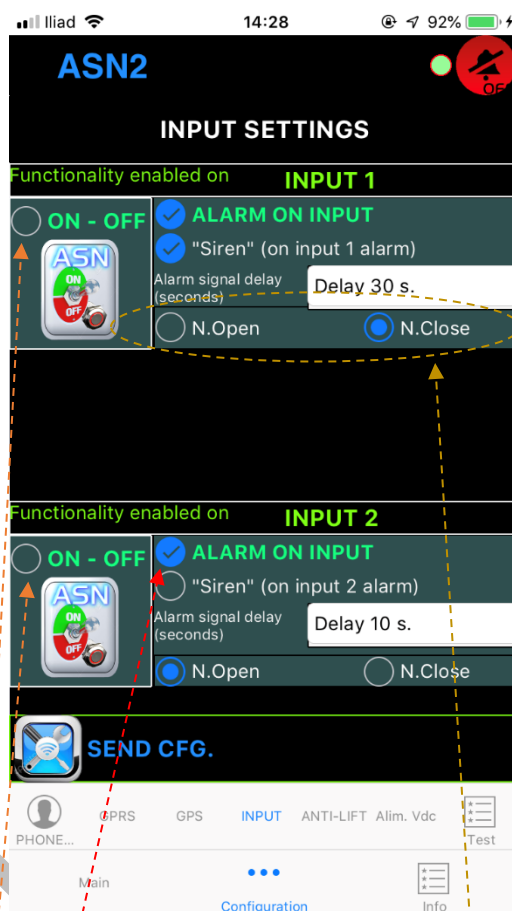 Iliad 14:28 92%
ASN2
OFF
INPUT SETTINGS
Functionality enabled on INPUT 1
ON - OFF
ALARM ON INPUT
ASN
ON
OFF
"Siren" (on input 1 alarm)
Alarm signal delay
(seconds)
Delay 30 s.
N.Open N.Close
Functionality enabled on INPUT 2
ON - OFF
ALARM ON INPUT
ASN
ON
OFF
"Siren" (on input 2 alarm)
Alarm signal delay
(seconds)
Delay 10 s.
N.Open N.Close
SEND CFG.
PHONE... GPRS GPS INPUT ANTI-LIFT Alim. Vdc Test
Main Configuration Info